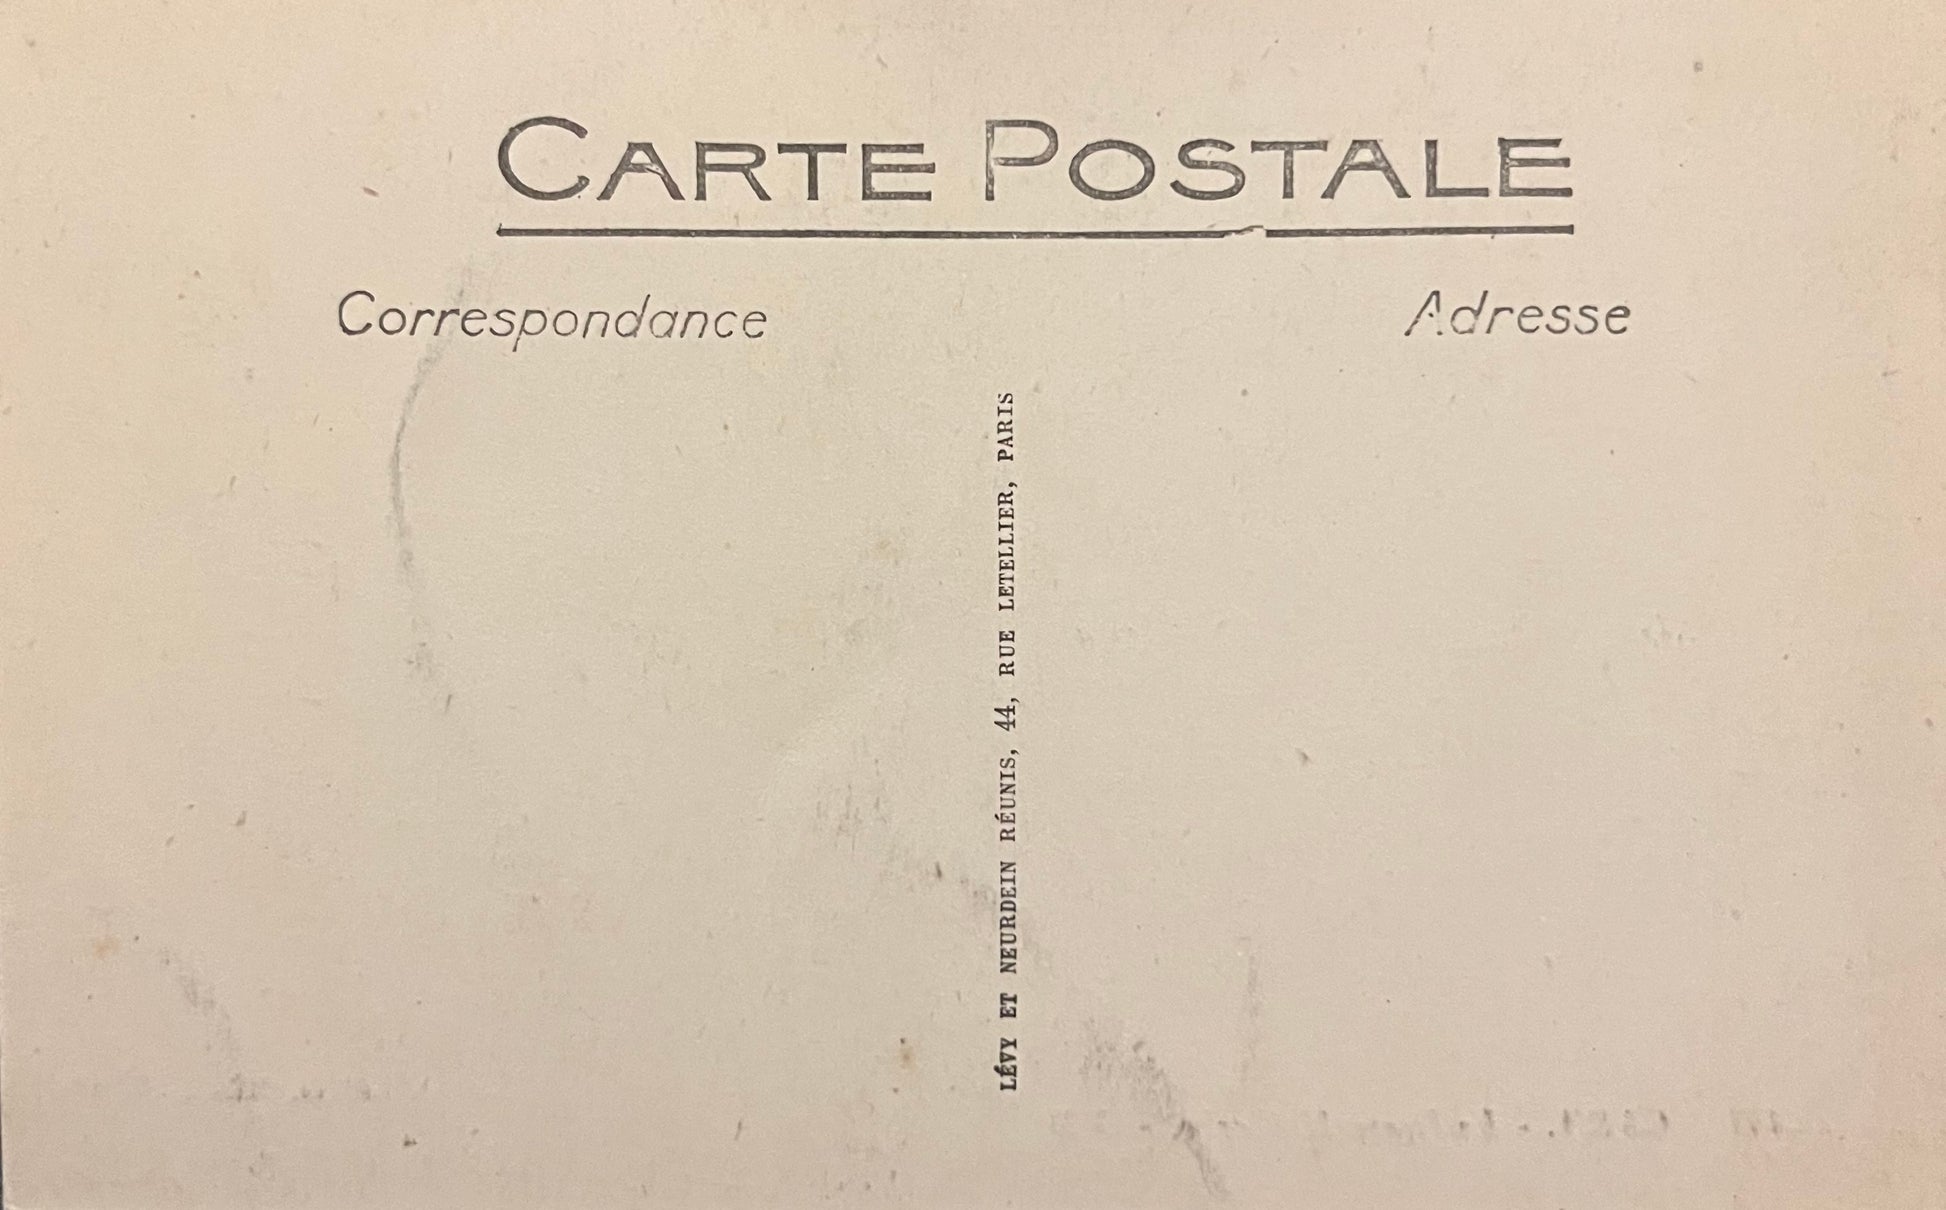 CARTE POSTALE
Correspondance
Adresse
LÉVY ET NEURDEIN RÉUNIS, 44, RUE LETELLIER, PARIS